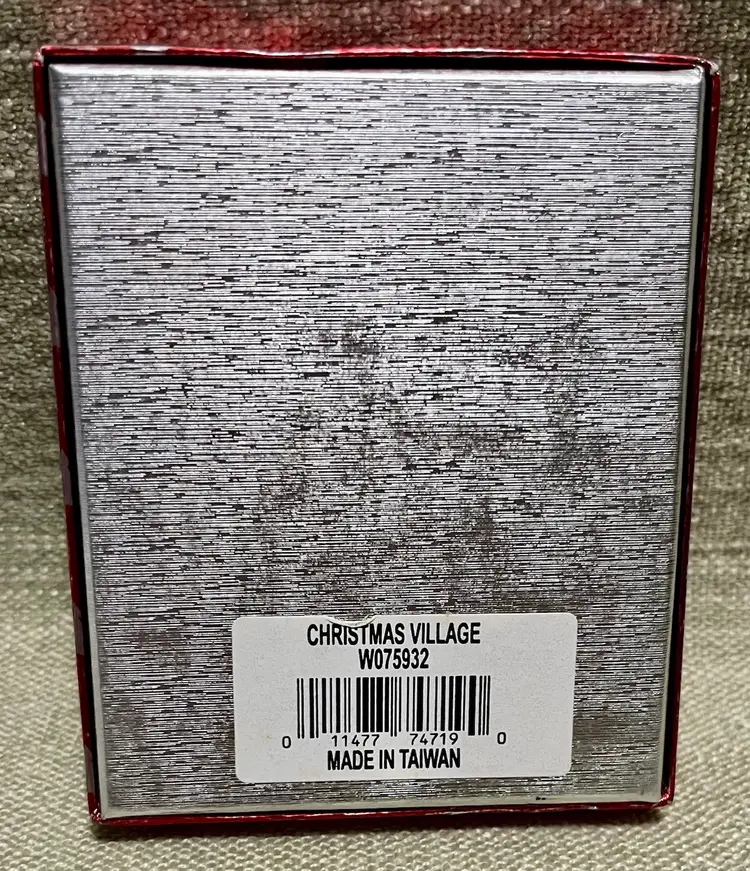 CHRISTMAS VILLAGE
W075932
0 11477 74719 0
MADE IN TAIWAN